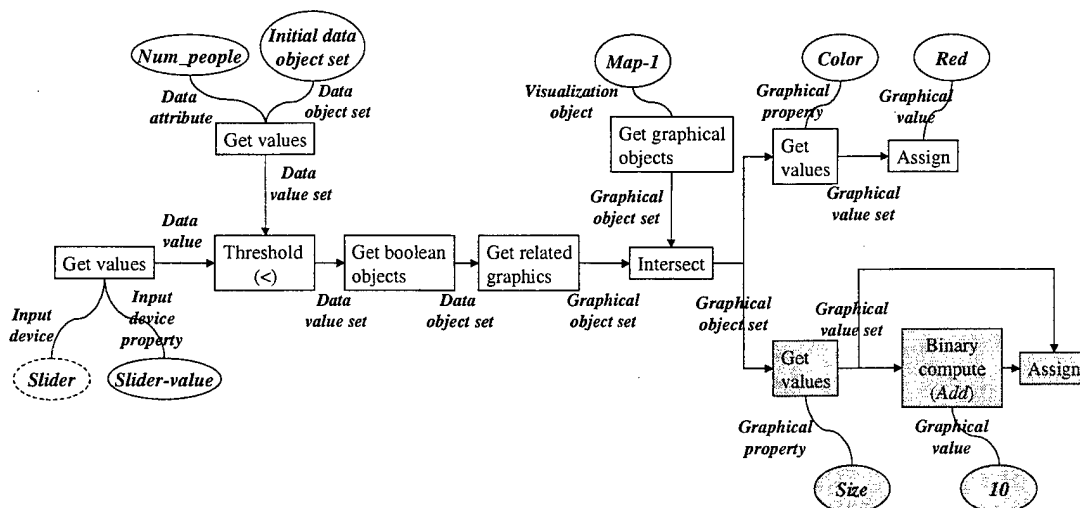 Num_people
Initial data
object set
Map-1
Color
Red
Data
attribute
Data
object set
Visualization
object
Graphical
property
Graphical
value
Get values
Get graphical
objects
Get
values
Assign
Data
value set
Graphical
object set
Graphical
value set
Data
value
Get values
Threshold
(<)
Get boolean
objects
Get related
graphics
Intersect
Data
value set
Data
object set
Graphical
object set
Graphical
object set
Graphical
value set
Input
device
Input
device
property
Get
values
Binary
compute
(Add)
Assign
Slider
Slider-value
Graphical
property
Graphical
value
Size
10